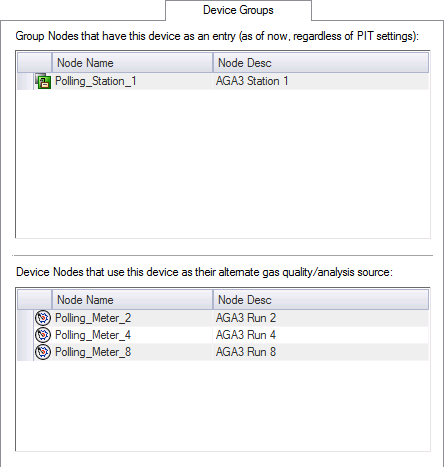 Device Groups
Group Nodes that have this device as an entry (as of now, regardless of PIT settings):
Node Name Node Desc
Polling_Station_1 AGA3 Station 1
Device Nodes that use this device as their alternate gas quality/analysis source:
Node Name Node Desc
Polling_Meter_2 AGA3 Run 2
Polling_Meter_4 AGA3 Run 4
Polling_Meter_8 AGA3 Run 8